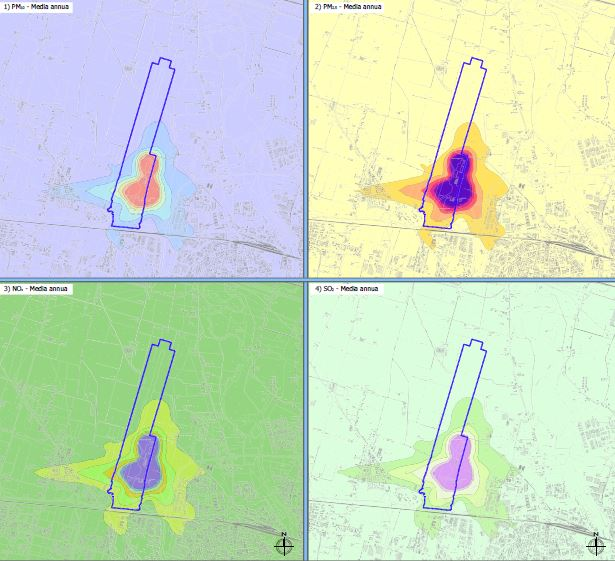 1) PM₁₀ - Media annua
2) PM₂.₅ - Media annua
3) NOₓ - Media annua
4) SO₂ - Media annua
N
N